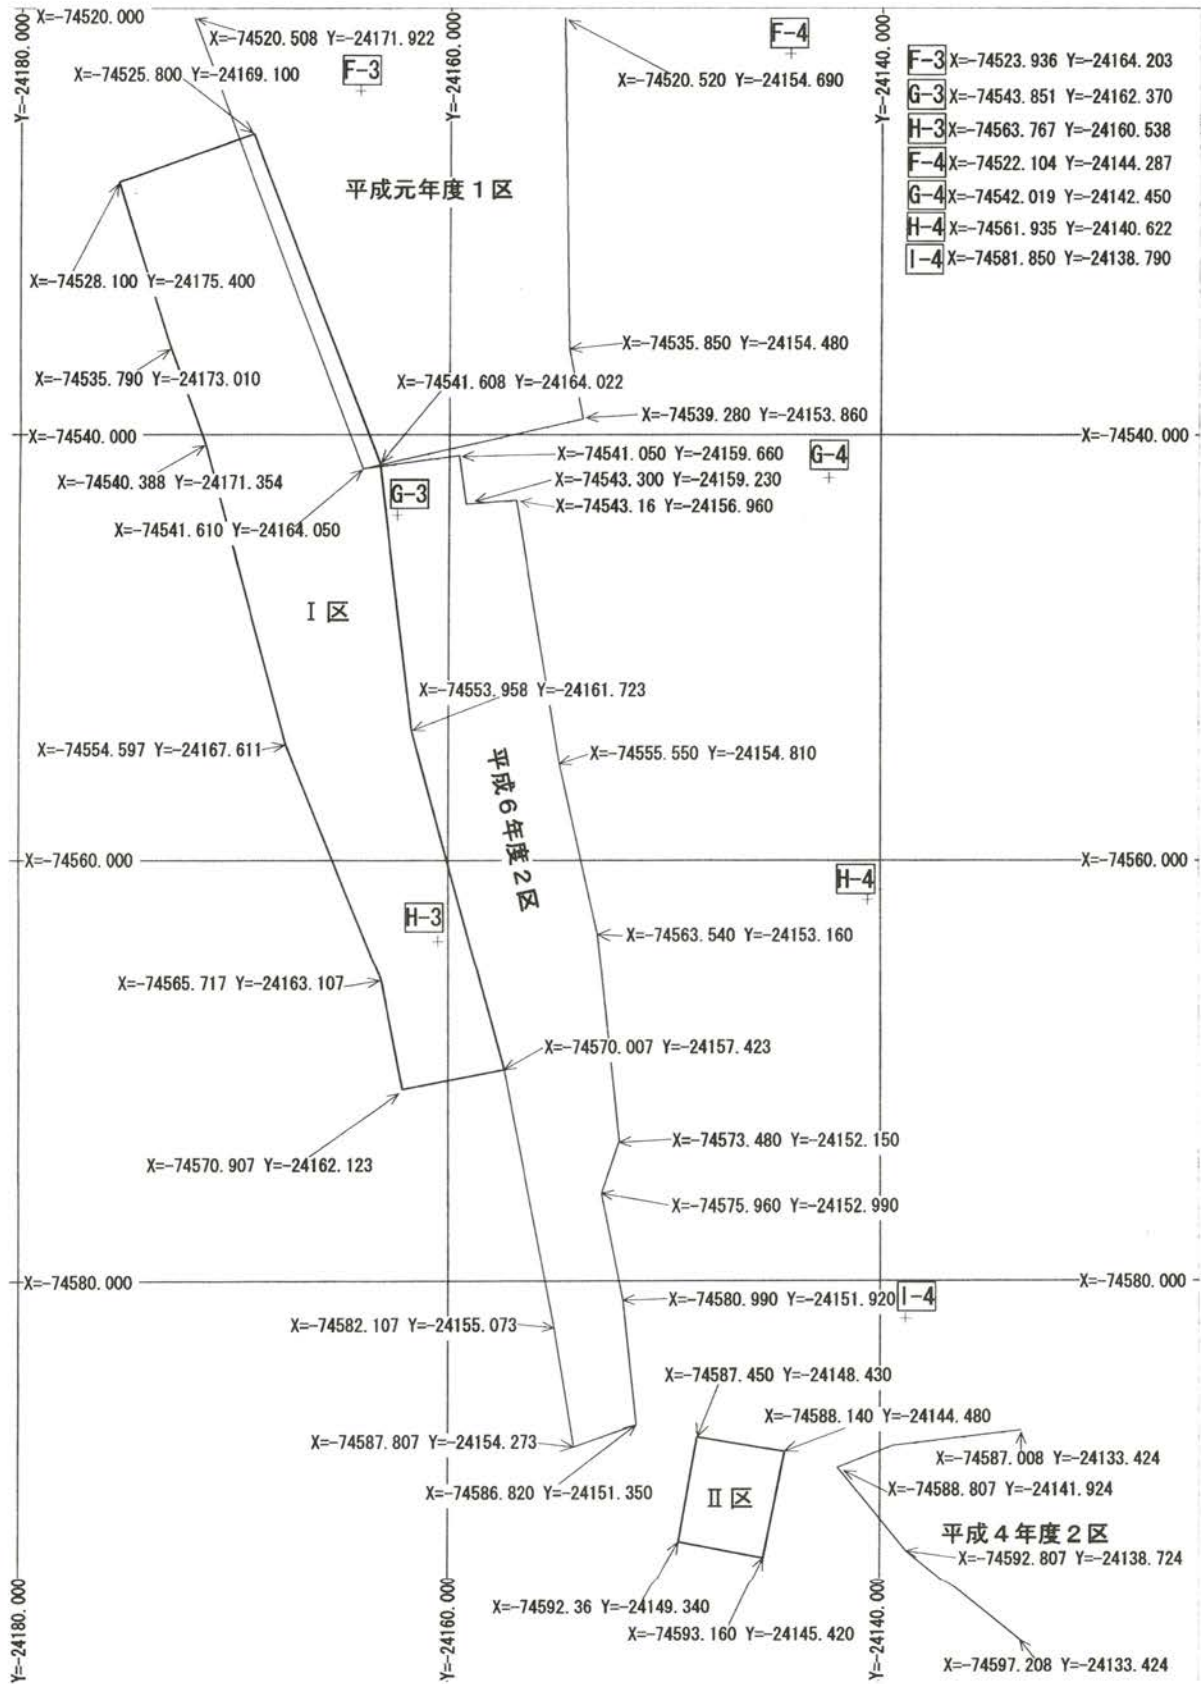 X=-74520.000
Y=-24180.000
Y=-24160.000
Y=-24140.000
X=-74520.508 Y=-24171.922
X=-74525.800 Y=-24169.100
F-3
F-4
X=-74520.520 Y=-24154.690
F-3 X=-74523.936 Y=-24164.203
G-3 X=-74543.851 Y=-24162.370
H-3 X=-74563.767 Y=-24160.538
F-4 X=-74522.104 Y=-24144.287
G-4 X=-74542.019 Y=-24142.450
H-4 X=-74561.935 Y=-24140.622
I-4 X=-74581.850 Y=-24138.790
平成元年度1区
X=-74528.100 Y=-24175.400
X=-74535.850 Y=-24154.480
X=-74535.790 Y=-24173.010
X=-74541.608 Y=-24164.022
X=-74539.280 Y=-24153.860
X=-74540.000
X=-74540.000
X=-74541.050 Y=-24159.660
G-4
X=-74540.388 Y=-24171.354
X=-74543.300 Y=-24159.230
G-3
X=-74543.16 Y=-24156.960
X=-74541.610 Y=-24164.050
Ⅰ区
X=-74553.958 Y=-24161.723
X=-74554.597 Y=-24167.611
X=-74555.550 Y=-24154.810
平成6年度2区
X=-74560.000
X=-74560.000
H-4
H-3
X=-74563.540 Y=-24153.160
X=-74565.717 Y=-24163.107
X=-74570.007 Y=-24157.423
X=-74573.480 Y=-24152.150
X=-74570.907 Y=-24162.123
X=-74575.960 Y=-24152.990
X=-74580.000
X=-74580.000
X=-74580.990 Y=-24151.920
I-4
X=-74582.107 Y=-24155.073
X=-74587.450 Y=-24148.430
X=-74588.140 Y=-24144.480
X=-74587.807 Y=-24154.273
X=-74587.008 Y=-24133.424
X=-74586.820 Y=-24151.350
X=-74588.807 Y=-24141.924
Ⅱ区
平成4年度2区
X=-74592.807 Y=-24138.724
X=-74592.36 Y=-24149.340
X=-74593.160 Y=-24145.420
X=-74597.208 Y=-24133.424
Y=-24180.000
Y=-24160.000
Y=-24140.000